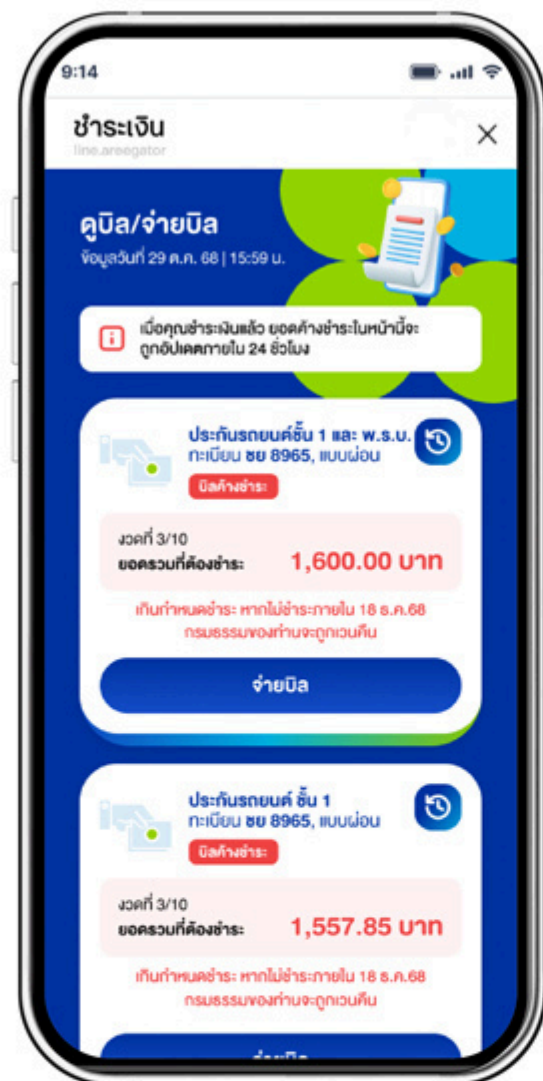 9:14
ชำระเงิน
line.areegator
ดูบิล/จ่ายบิล
ข้อมูลวันที่ 29 ต.ค. 68 | 15:59 น.
เมื่อคุณชำระเงินแล้ว ยอดค้างชำระในหน้านี้จะ
ถูกอัปเดตภายใน 24 ชั่วโมง
ประกันรถยนต์ชั้น 1 และ พ.ร.บ.
ทะเบียน ชย 8965, แบบผ่อน
บิลค้างชำระ
งวดที่ 3/10
ยอดรวมที่ต้องชำระ: 1,600.00 บาท
เกินกำหนดชำระ หากไม่ชำระภายใน 18 ธ.ค.68
กรมธรรม์ของท่านจะถูกเวนคืน
จ่ายบิล
ประกันรถยนต์ ชั้น 1
ทะเบียน ชย 8965, แบบผ่อน
บิลค้างชำระ
งวดที่ 3/10
ยอดรวมที่ต้องชำระ: 1,557.85 บาท
เกินกำหนดชำระ หากไม่ชำระภายใน 18 ธ.ค.68
กรมธรรม์ของท่านจะถูกเวนคืน
จ่ายบิล